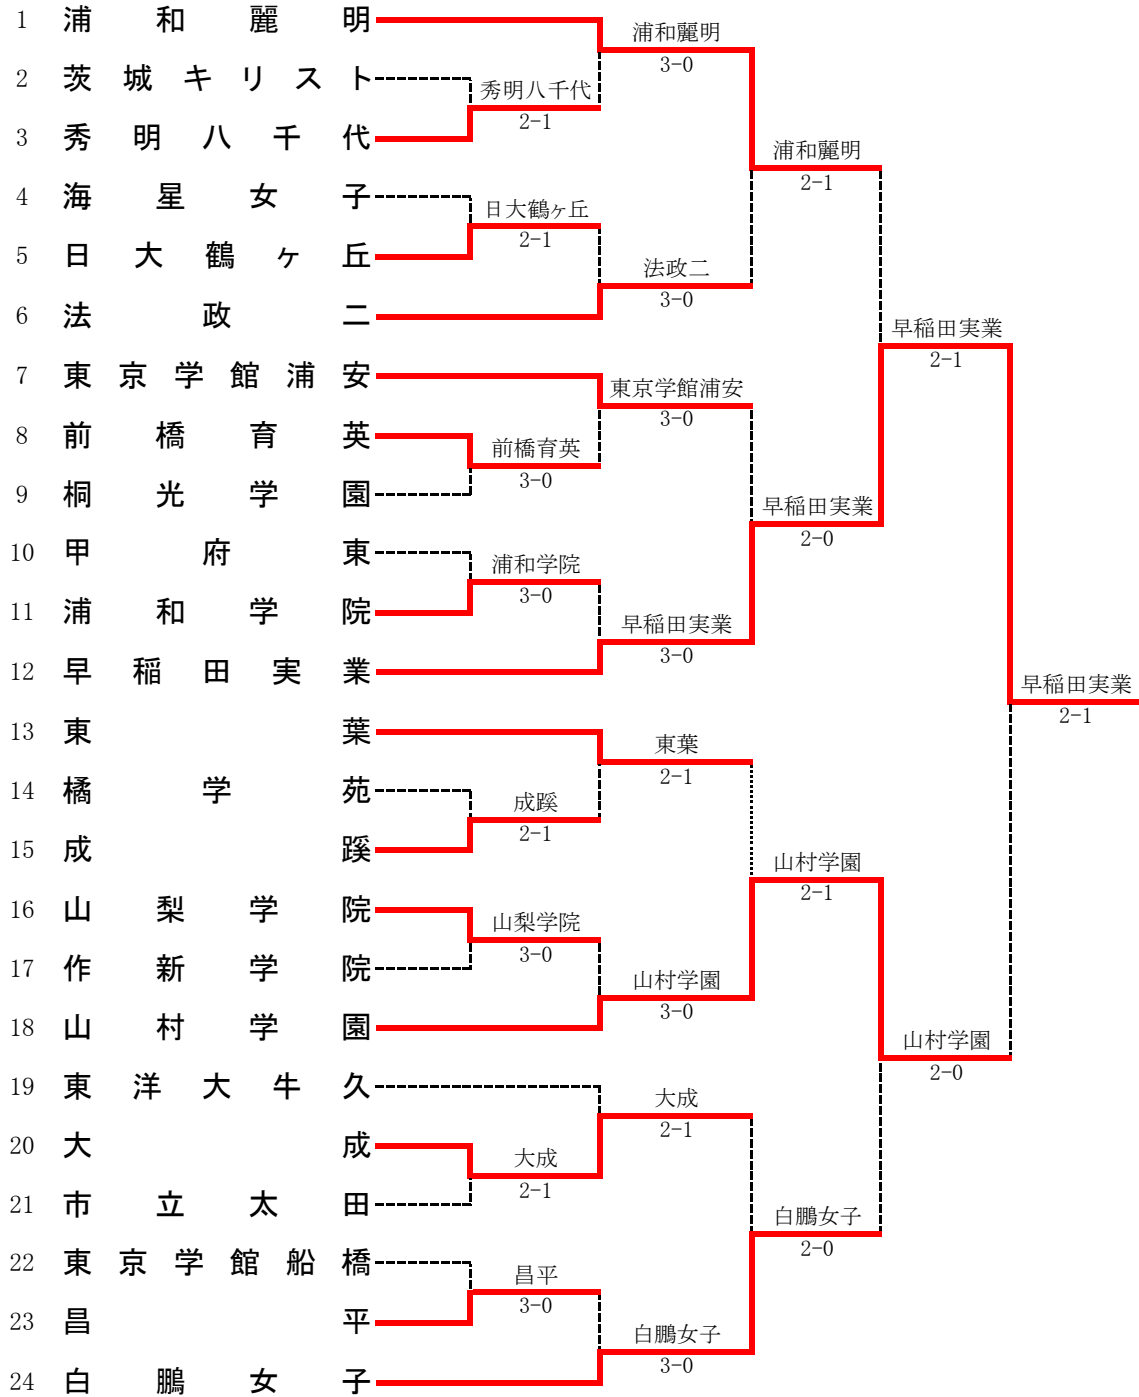 1 浦和麗明
浦和麗明
3-0
2 茨城キリスト
秀明八千代
2-1
3 秀明八千代
浦和麗明
2-1
4 海星女子
日大鶴ヶ丘
2-1
5 日大鶴ヶ丘
法政二
3-0
6 法政二
早稲田実業
2-1
7 東京学館浦安
東京学館浦安
3-0
8 前橋育英
前橋育英
3-0
9 桐光学園
早稲田実業
2-0
10 甲府東
浦和学院
3-0
11 浦和学院
早稲田実業
3-0
12 早稲田実業
早稲田実業
2-1
13 東葉
東葉
2-1
14 橘学苑
成蹊
2-1
15 成蹊
山村学園
2-1
16 山梨学院
山梨学院
3-0
17 作新学院
山村学園
3-0
18 山村学園
山村学園
2-0
19 東洋大牛久
大成
2-1
20 大成
大成
2-1
21 市立太田
白鵬女子
2-0
22 東京学館船橋
昌平
3-0
23 昌平
白鵬女子
3-0
24 白鵬女子